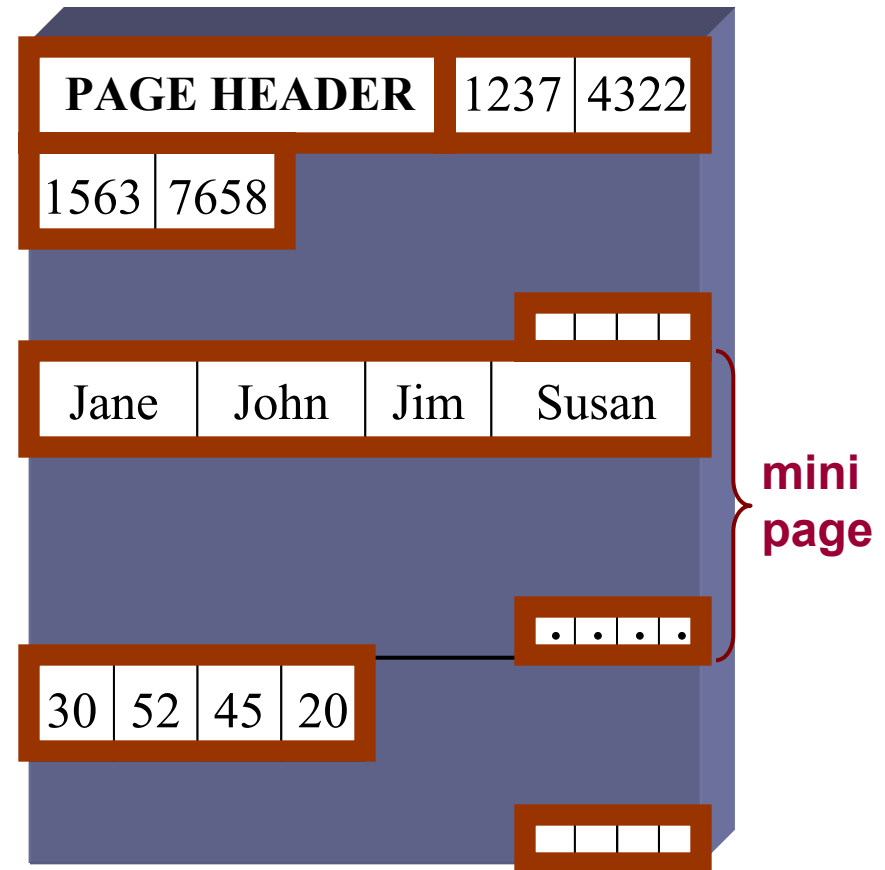 PAGE HEADER 1237 4322
1563 7658
Jane John Jim Susan
mini
page
. . . .
30 52 45 20